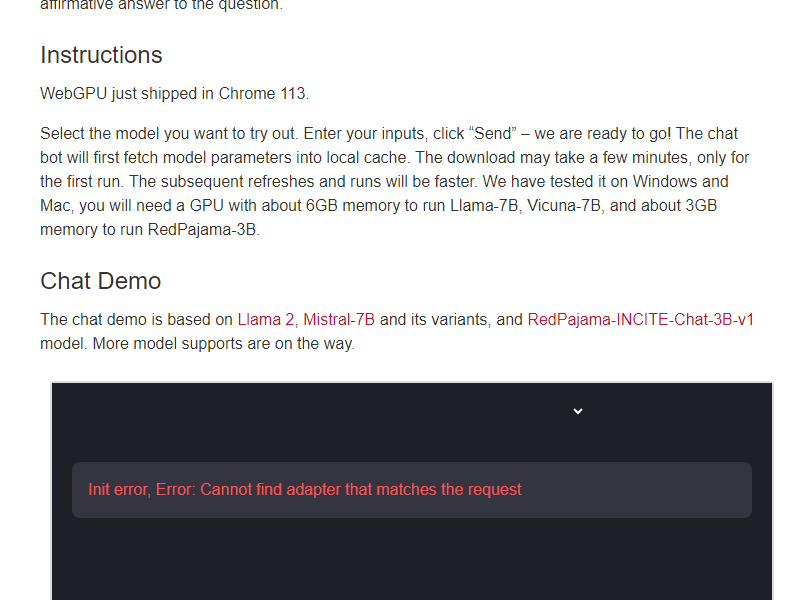 affirmative answer to the question.
Instructions
WebGPU just shipped in Chrome 113.
Select the model you want to try out. Enter your inputs, click “Send” – we are ready to go! The chat
bot will first fetch model parameters into local cache. The download may take a few minutes, only for
the first run. The subsequent refreshes and runs will be faster. We have tested it on Windows and
Mac, you will need a GPU with about 6GB memory to run Llama-7B, Vicuna-7B, and about 3GB
memory to run RedPajama-3B.
Chat Demo
The chat demo is based on Llama 2, Mistral-7B and its variants, and RedPajama-INCITE-Chat-3B-v1
model. More model supports are on the way.
Init error, Error: Cannot find adapter that matches the request